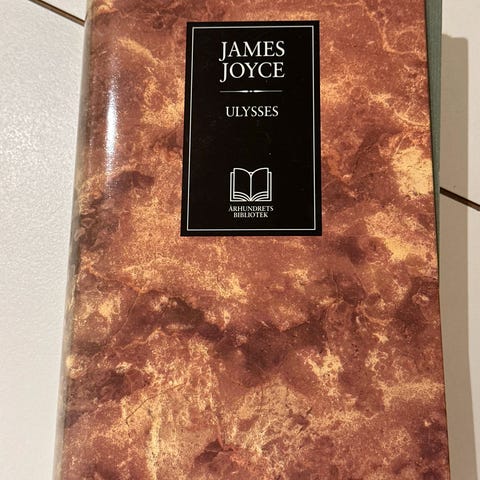 JAMES
JOYCE
ULYSSES
ÅRHUNDRETS
BIBLIOTEK